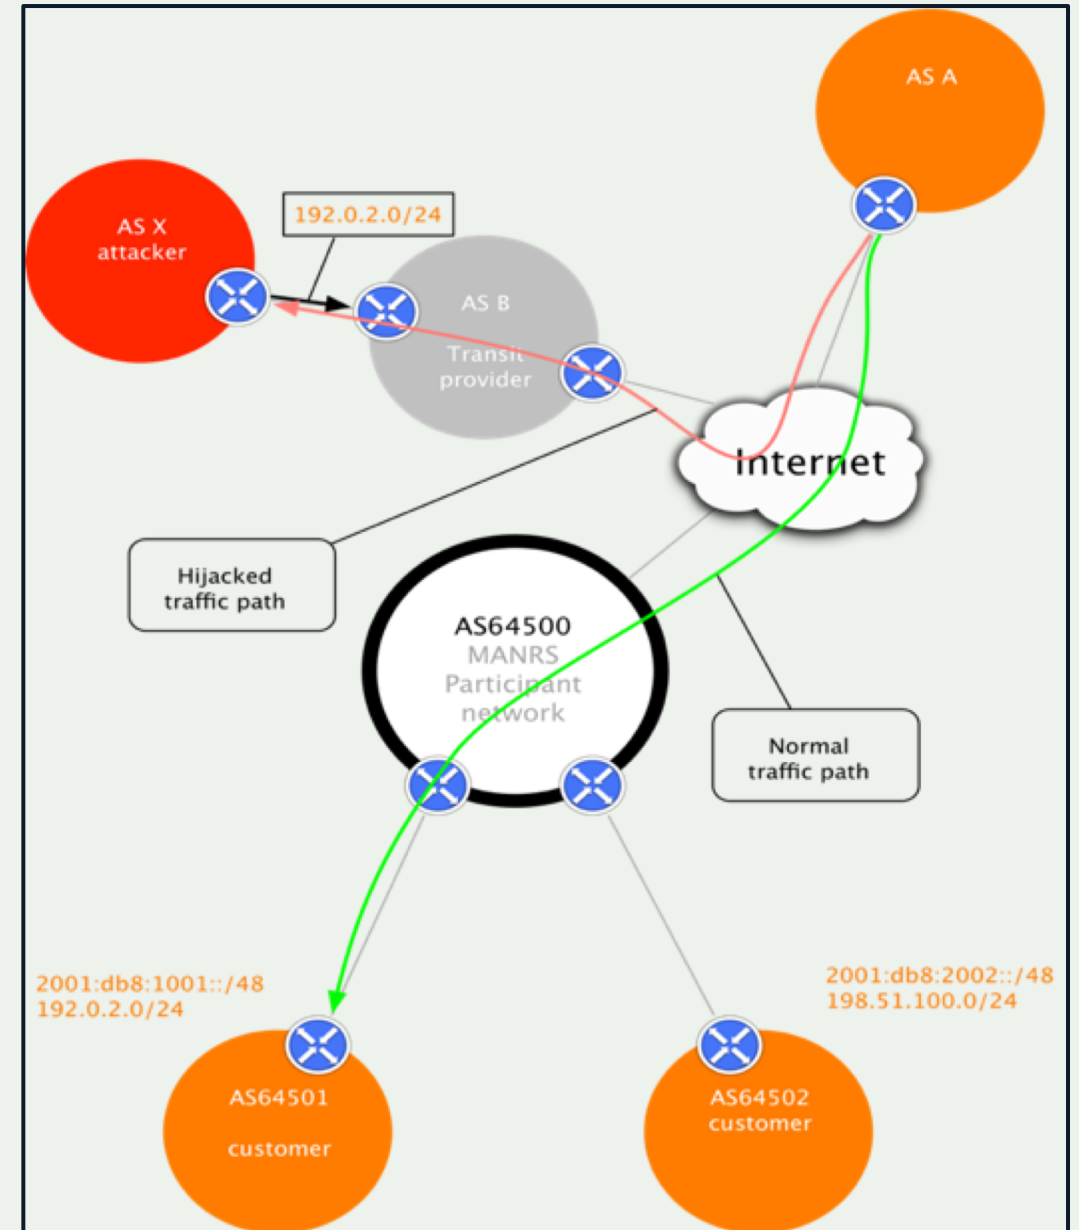 AS A
AS X
attacker
192.0.2.0/24
AS B
Transit
provider
Internet
Hijacked
traffic path
AS64500
MANRS
Participant
network
Normal
traffic path
2001:db8:1001::/48
192.0.2.0/24
2001:db8:2002::/48
198.51.100.0/24
AS64501
customer
AS64502
customer